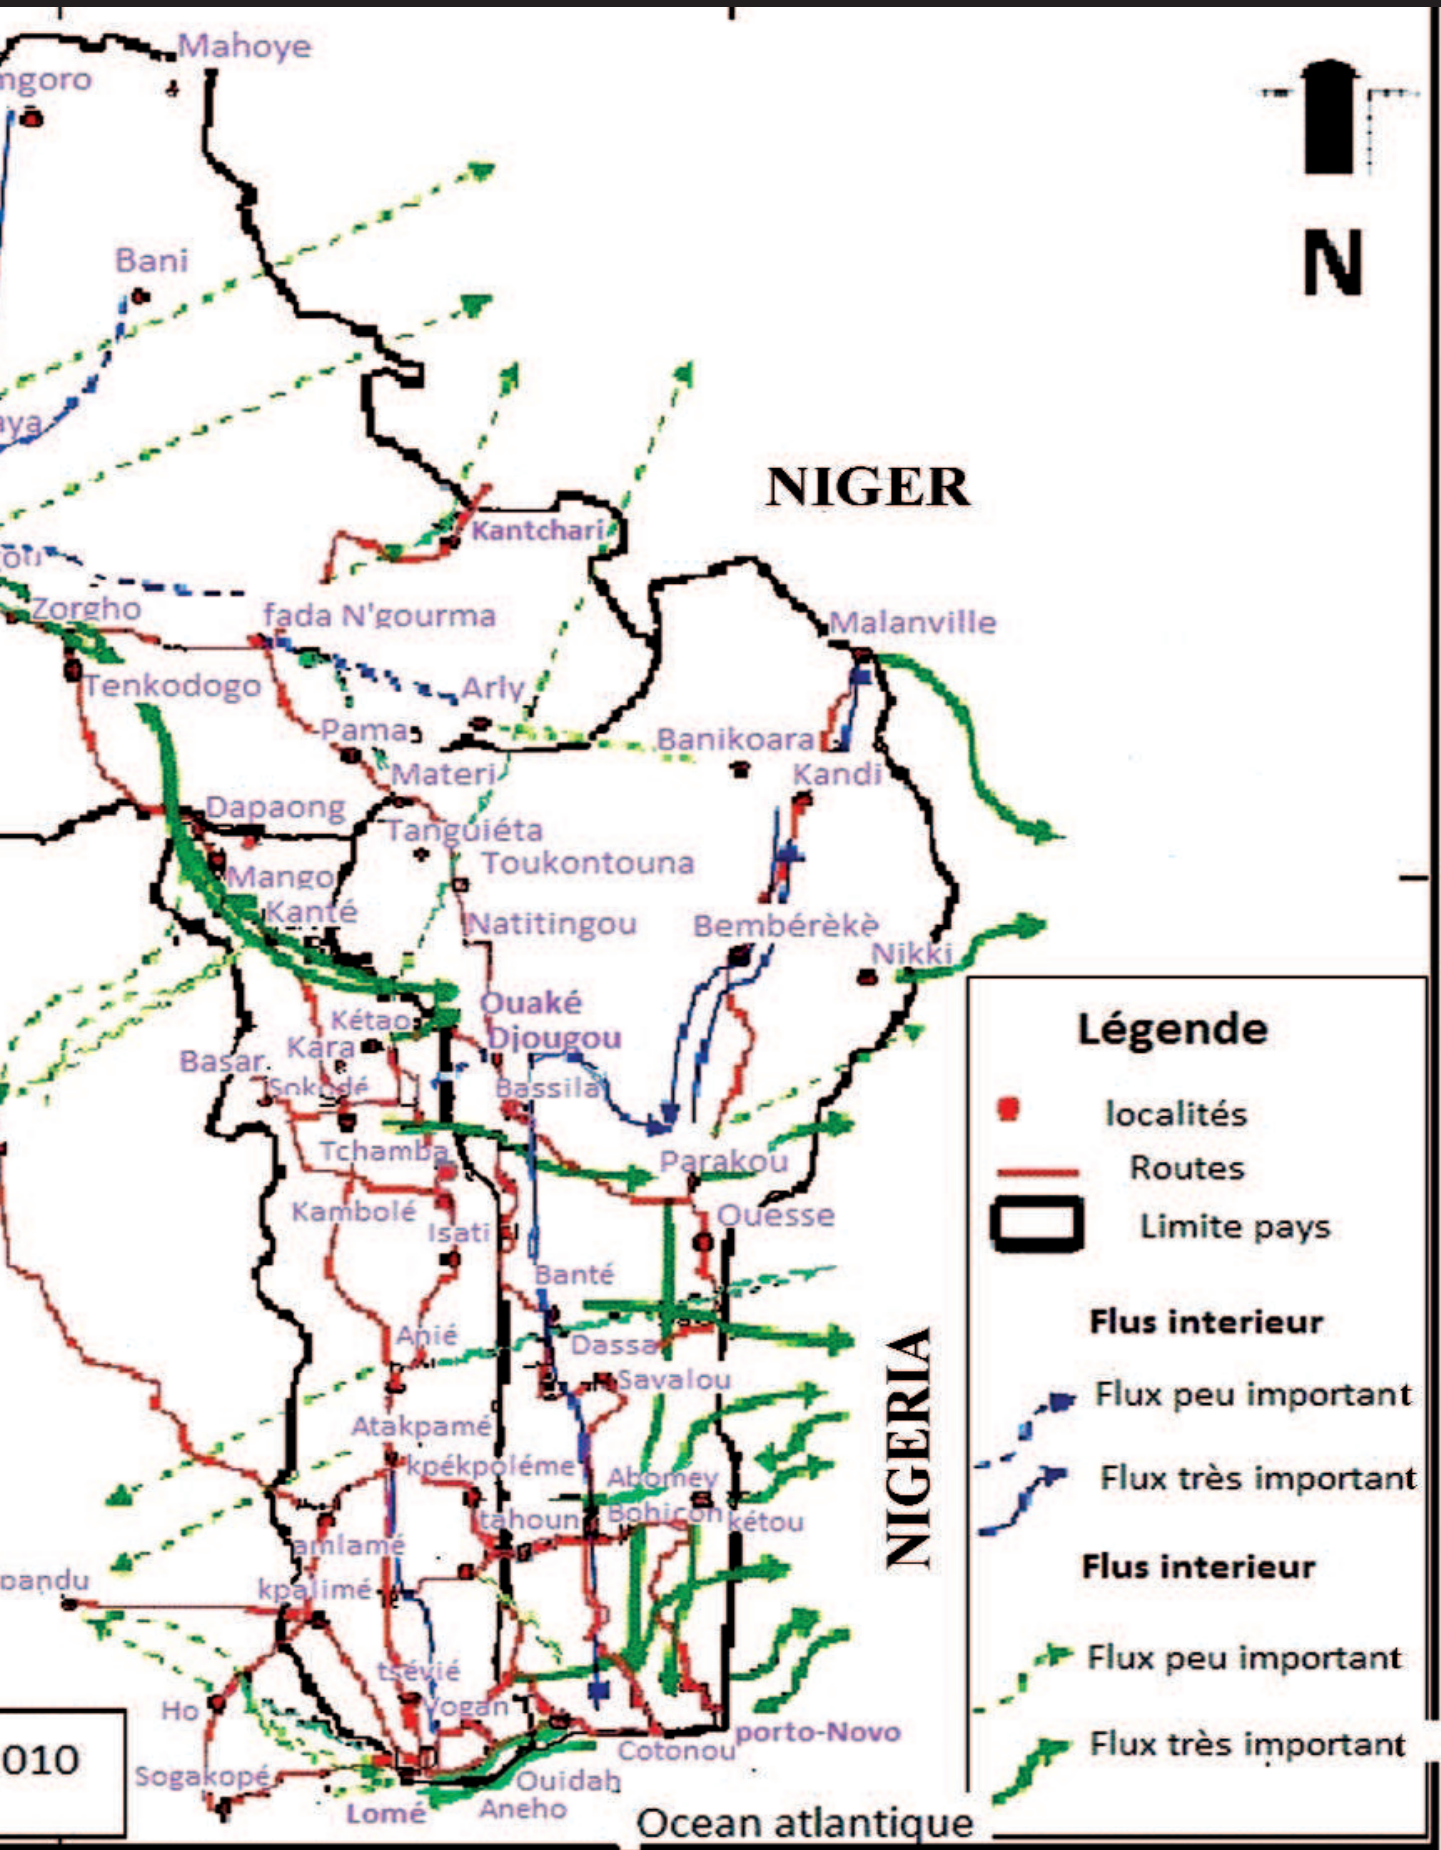 Mahoye
mgoro
N
Bani
aya
NIGER
Kantchari
gou
Zorgho
fada N'gourma
Malanville
Tenkodogo
Arly
Pama
Banikoara
Materi
Kandi
Dapaong
Tanguiéta
Toukontouna
Mango
Kanté
Natitingou
Bembérèkè
Nikki
Ouaké
Kétao
Djougou
Kara
Basar
Sokodé
Bassila
Tchamba
Parakou
Kambolé
Ouesse
Isati
Banté
Anié
Dassa
Savalou
Atakpamé
kpékpoléme
Abomey
tahoun
Bohicon
kétou
amlamé
pandu
kpalimé
tsévié
Ho
Vogan
porto-Novo
Cotonou
010
Sogakopé
Ouidah
Lomé
Aneho
Ocean atlantique
NIGERIA
Légende
localités
Routes
Limite pays
Flus interieur
Flux peu important
Flux très important
Flus interieur
Flux peu important
Flux très important